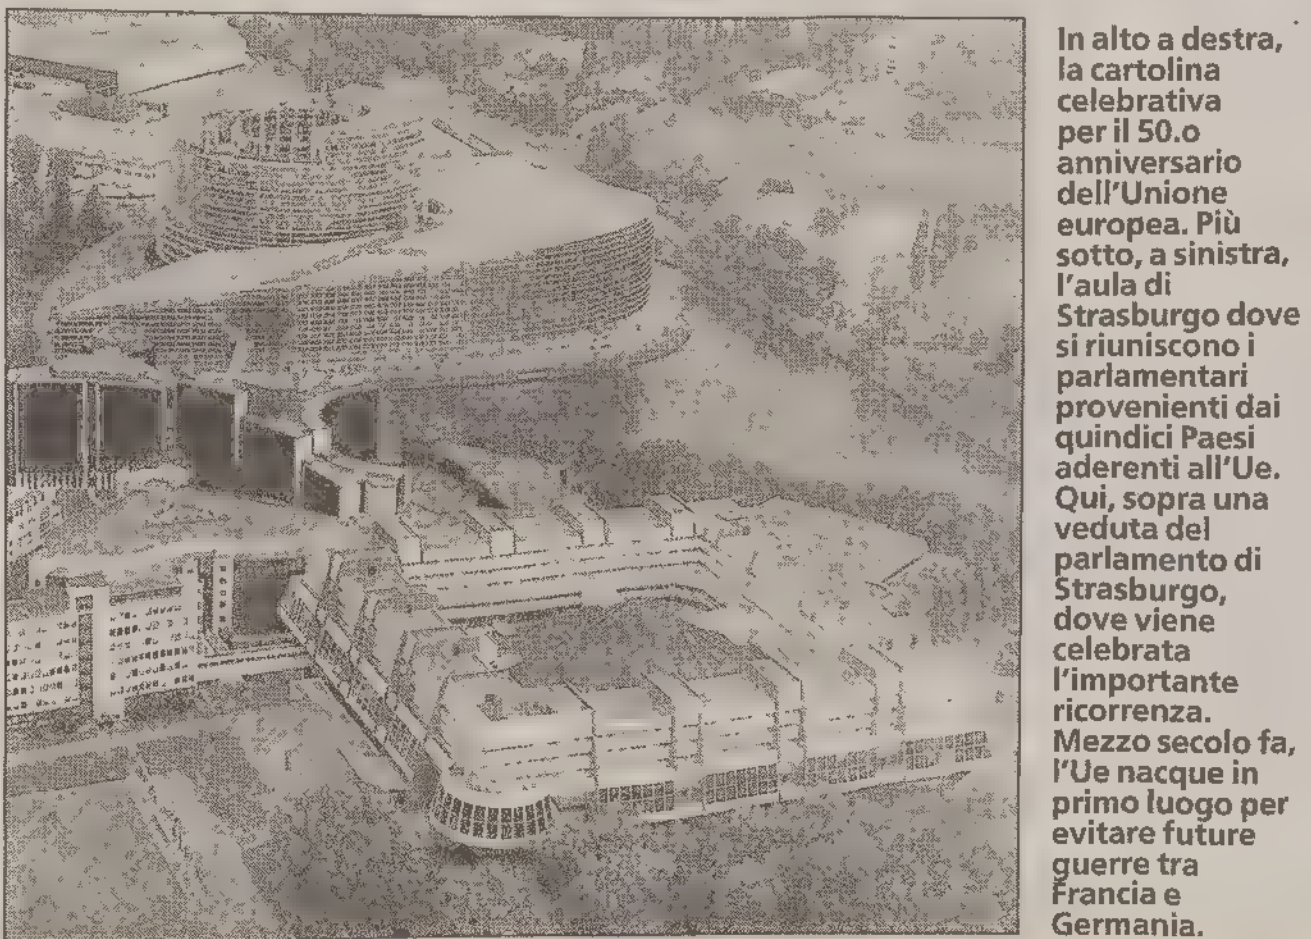 In alto a destra,
la cartolina
celebrativa
per il 50.o
anniversario
dell'Unione
europea. Più
sotto, a sinistra,
l'aula di
Strasburgo dove
si riuniscono i
parlamentari
provenienti dai
quindici Paesi
aderenti all'Ue.
Qui, sopra una
veduta del
parlamento di
Strasburgo,
dove viene
celebrata
l'importante
ricorrenza.
Mezzo secolo fa,
l'Ue nacque in
primo luogo per
evitare future
guerre tra
Francia e
Germania.